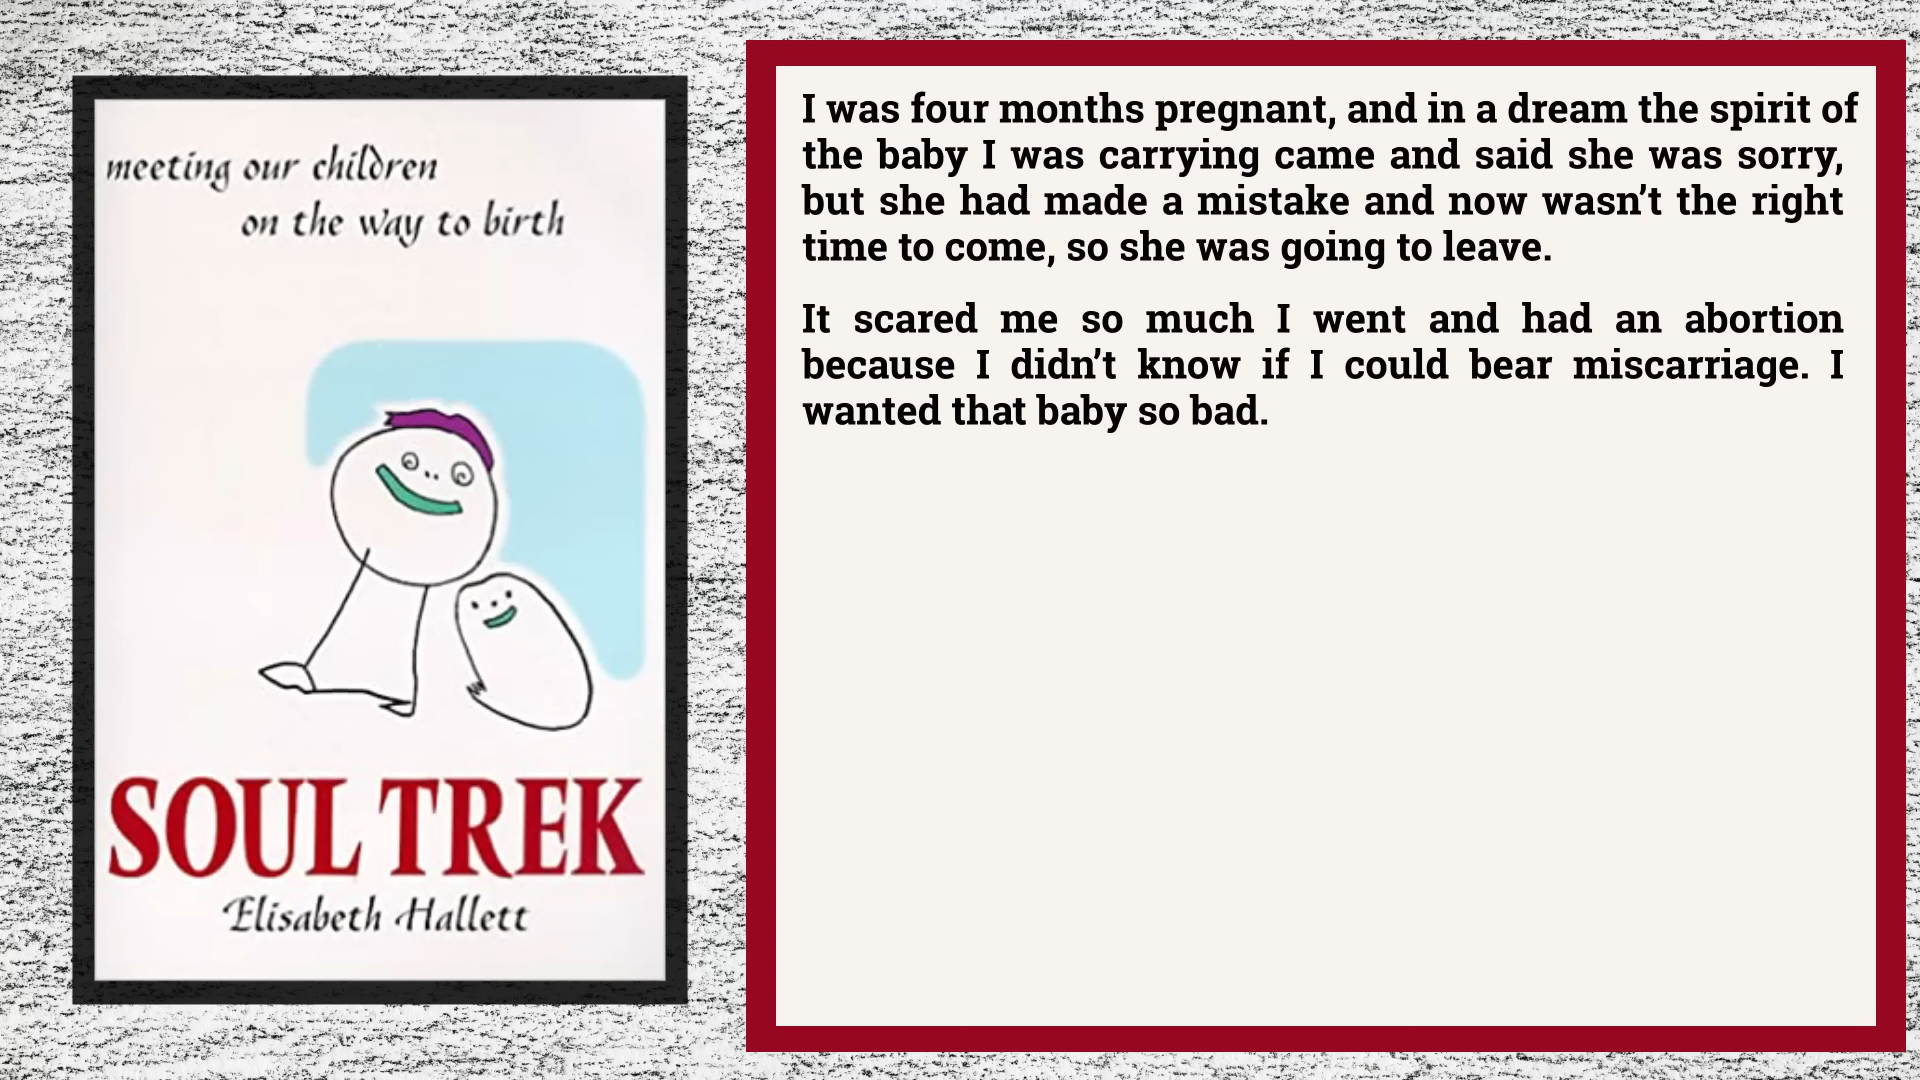 meeting our children
on the way to birth
SOUL TREK
Elisabeth Hallett
I was four months pregnant, and in a dream the spirit of
the baby I was carrying came and said she was sorry,
but she had made a mistake and now wasn’t the right
time to come, so she was going to leave.
It scared me so much I went and had an abortion
because I didn’t know if I could bear miscarriage. I
wanted that baby so bad.